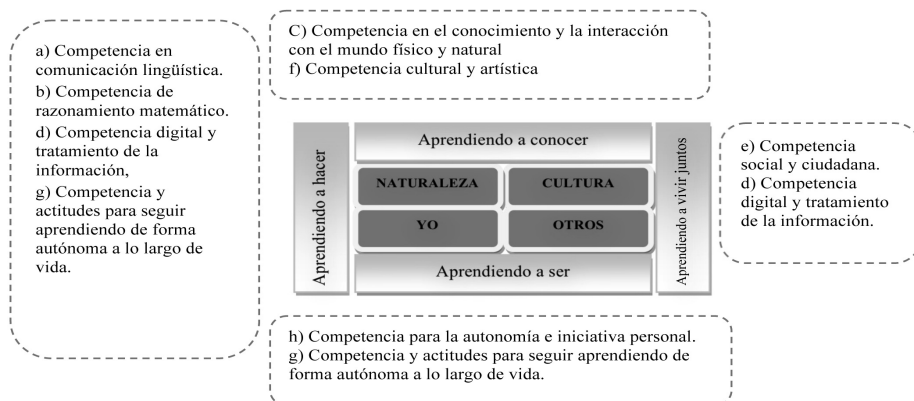 a) Competencia en
comunicación lingüística.
b) Competencia de
razonamiento matemático.
d) Competencia digital y
tratamiento de la
información,
g) Competencia y
actitudes para seguir
aprendiendo de forma
autónoma a lo largo de
vida.
C) Competencia en el conocimiento y la interacción
con el mundo físico y natural
f) Competencia cultural y artística
Aprendiendo a hacer
Aprendiendo a conocer
NATURALEZA
CULTURA
YO
OTROS
Aprendiendo a ser
Aprendiendo a vivir juntos
e) Competencia
social y ciudadana.
d) Competencia
digital y tratamiento
de la información.
h) Competencia para la autonomía e iniciativa personal.
g) Competencia y actitudes para seguir aprendiendo de
forma autónoma a lo largo de vida.